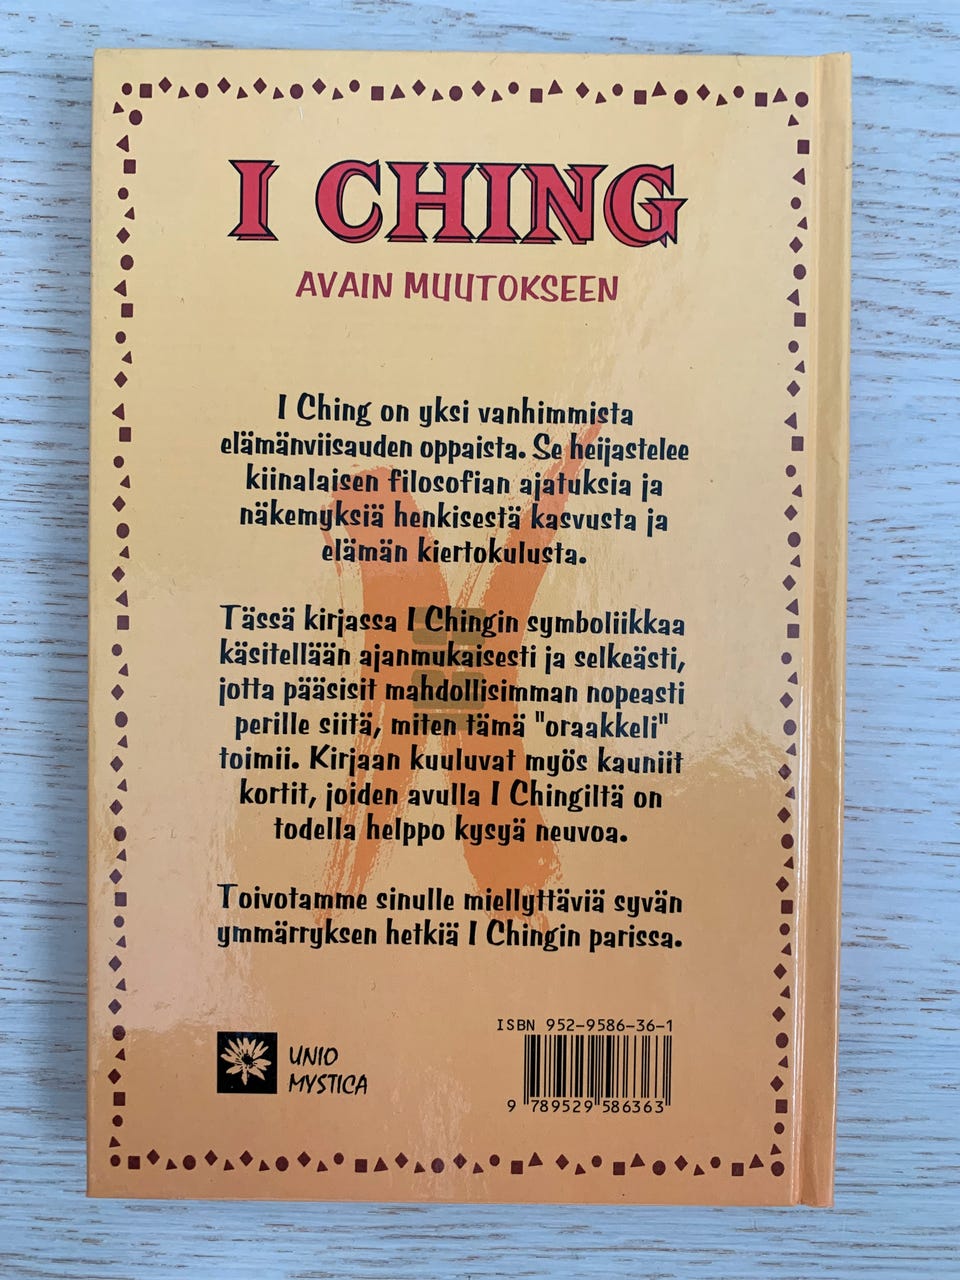 I CHING
AVAIN MUUTOKSEEN
I Ching on yksi vanhimmista
elämänviisauden oppaista. Se heijastelee
kiinalaisen filosofian ajatuksia ja
näkemyksiä henkisestä kasvusta ja
elämän kiertokulusta.
Tässä kirjassa I Chingin symboliikkaa
käsitellään ajanmukaisesti ja selkeästi,
jotta pääsisit mahdollisimman nopeasti
perille siitä, miten tämä "oraakkeli"
toimii. Kirjaan kuuluvat myös kauniit
kortit, joiden avulla I Chingiltä on
todella helppo kysyä neuvoa.
Toivotamme sinulle miellyttäviä syvän
ymmärryksen hetkiä I Chingin parissa.
UNIO
MYSTICA
ISBN 952-9586-36-1
9 789529 586363